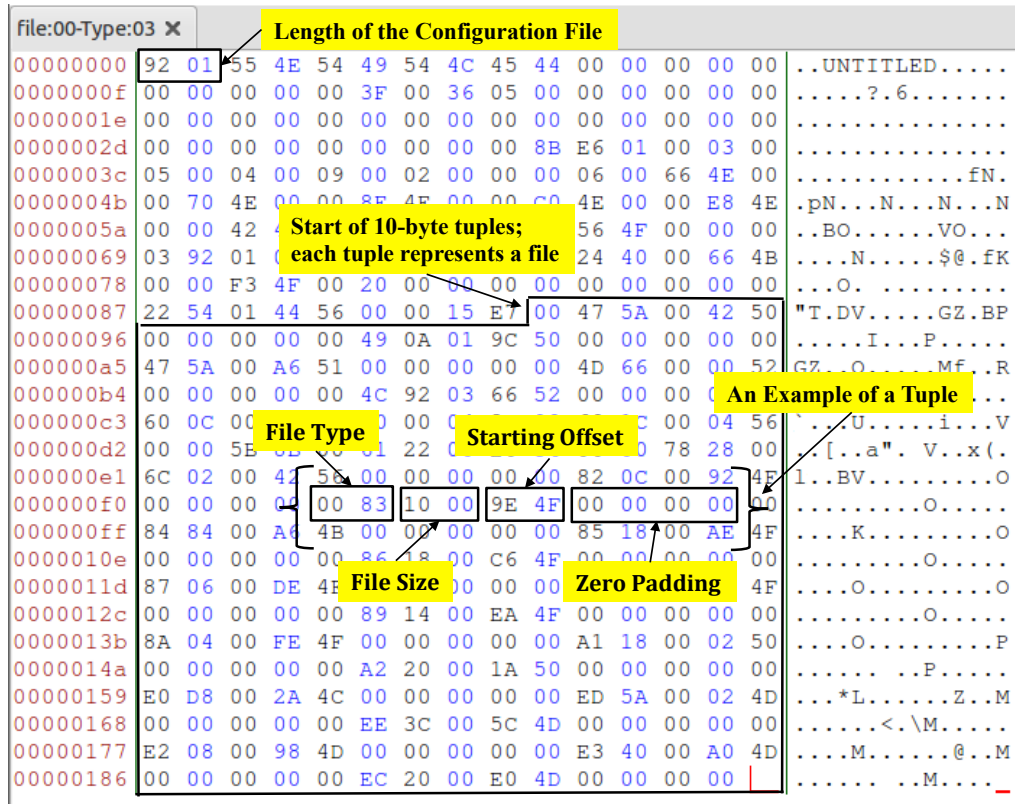 file:00-Type:03 ×
Length of the Configuration File
00000000 92 01 55 4E 54 49 54 4C 45 44 00 00 00 00 00 ..UNTITLED.....
0000000f 00 00 00 00 00 3F 00 36 05 00 00 00 00 00 00 .....?.6.......
0000001e 00 00 00 00 00 00 00 00 00 00 00 00 00 00 00 ...............
0000002d 00 00 00 00 00 00 00 00 00 8B E6 01 00 03 00 ...............
0000003c 05 00 04 00 09 00 02 00 00 00 06 00 66 4E 00 ............fN.
0000004b 00 70 4E 00 00 8F 4E 00 00 C0 4E 00 00 E8 4E .pN...N...N...N
0000005a 00 00 42 56 4F 00 00 00 ..BO......VO...
Start of 10-byte tuples;
each tuple represents a file
00000069 03 92 01 24 40 00 66 4B ....N.....$@.fK
00000078 00 00 F3 4F 00 20 00 00 00 00 00 00 00 00 00 ...O. .........
00000087 22 54 01 44 56 00 00 15 E7 00 47 5A 00 42 50 "T.DV.....GZ.BP
00000096 00 00 00 00 00 49 0A 01 9C 50 00 00 00 00 00 .....I...P.....
000000a5 47 5A 00 A6 51 00 00 00 00 00 4D 66 00 00 52 GZ..Q.....Mf..R
000000b4 00 00 00 00 00 4C 92 03 66 52 00 00 00
An Example of a Tuple
000000c3 60 0C 00 00 04 56 `...U.....i...V
File Type
Starting Offset
000000d2 00 00 5E 22 00 78 28 00 ..[..a". V..x(.
000000e1 6C 02 00 42 56 00 00 00 00 00 82 0C 00 92 4F l..BV.........O
000000f0 00 00 00 00 00 83 10 00 9E 4F 00 00 00 00 00 .........O.....
000000ff 84 84 00 A6 4B 00 00 00 00 00 85 18 00 AE 4F ....K.........O
0000010e 00 00 00 00 00 86 18 00 C6 4F 00 00 00 00 00 .........O.....
File Size
Zero Padding
0000011d 87 06 00 DE 4F 00 00 00 4F ....O.........O
0000012c 00 00 00 00 00 89 14 00 EA 4F 00 00 00 00 00 .........O.....
0000013b 8A 04 00 FE 4F 00 00 00 00 00 A1 18 00 02 50 ....O.........P
0000014a 00 00 00 00 00 A2 20 00 1A 50 00 00 00 00 00 ...... ..P.....
00000159 E0 D8 00 2A 4C 00 00 00 00 00 ED 5A 00 02 4D ...*L......Z..M
00000168 00 00 00 00 00 EE 3C 00 5C 4D 00 00 00 00 00 ......<.\M.....
00000177 E2 08 00 98 4D 00 00 00 00 00 E3 40 00 A0 4D ....M......@..M
00000186 00 00 00 00 00 EC 20 00 E0 4D 00 00 00 00 ...... ..M....